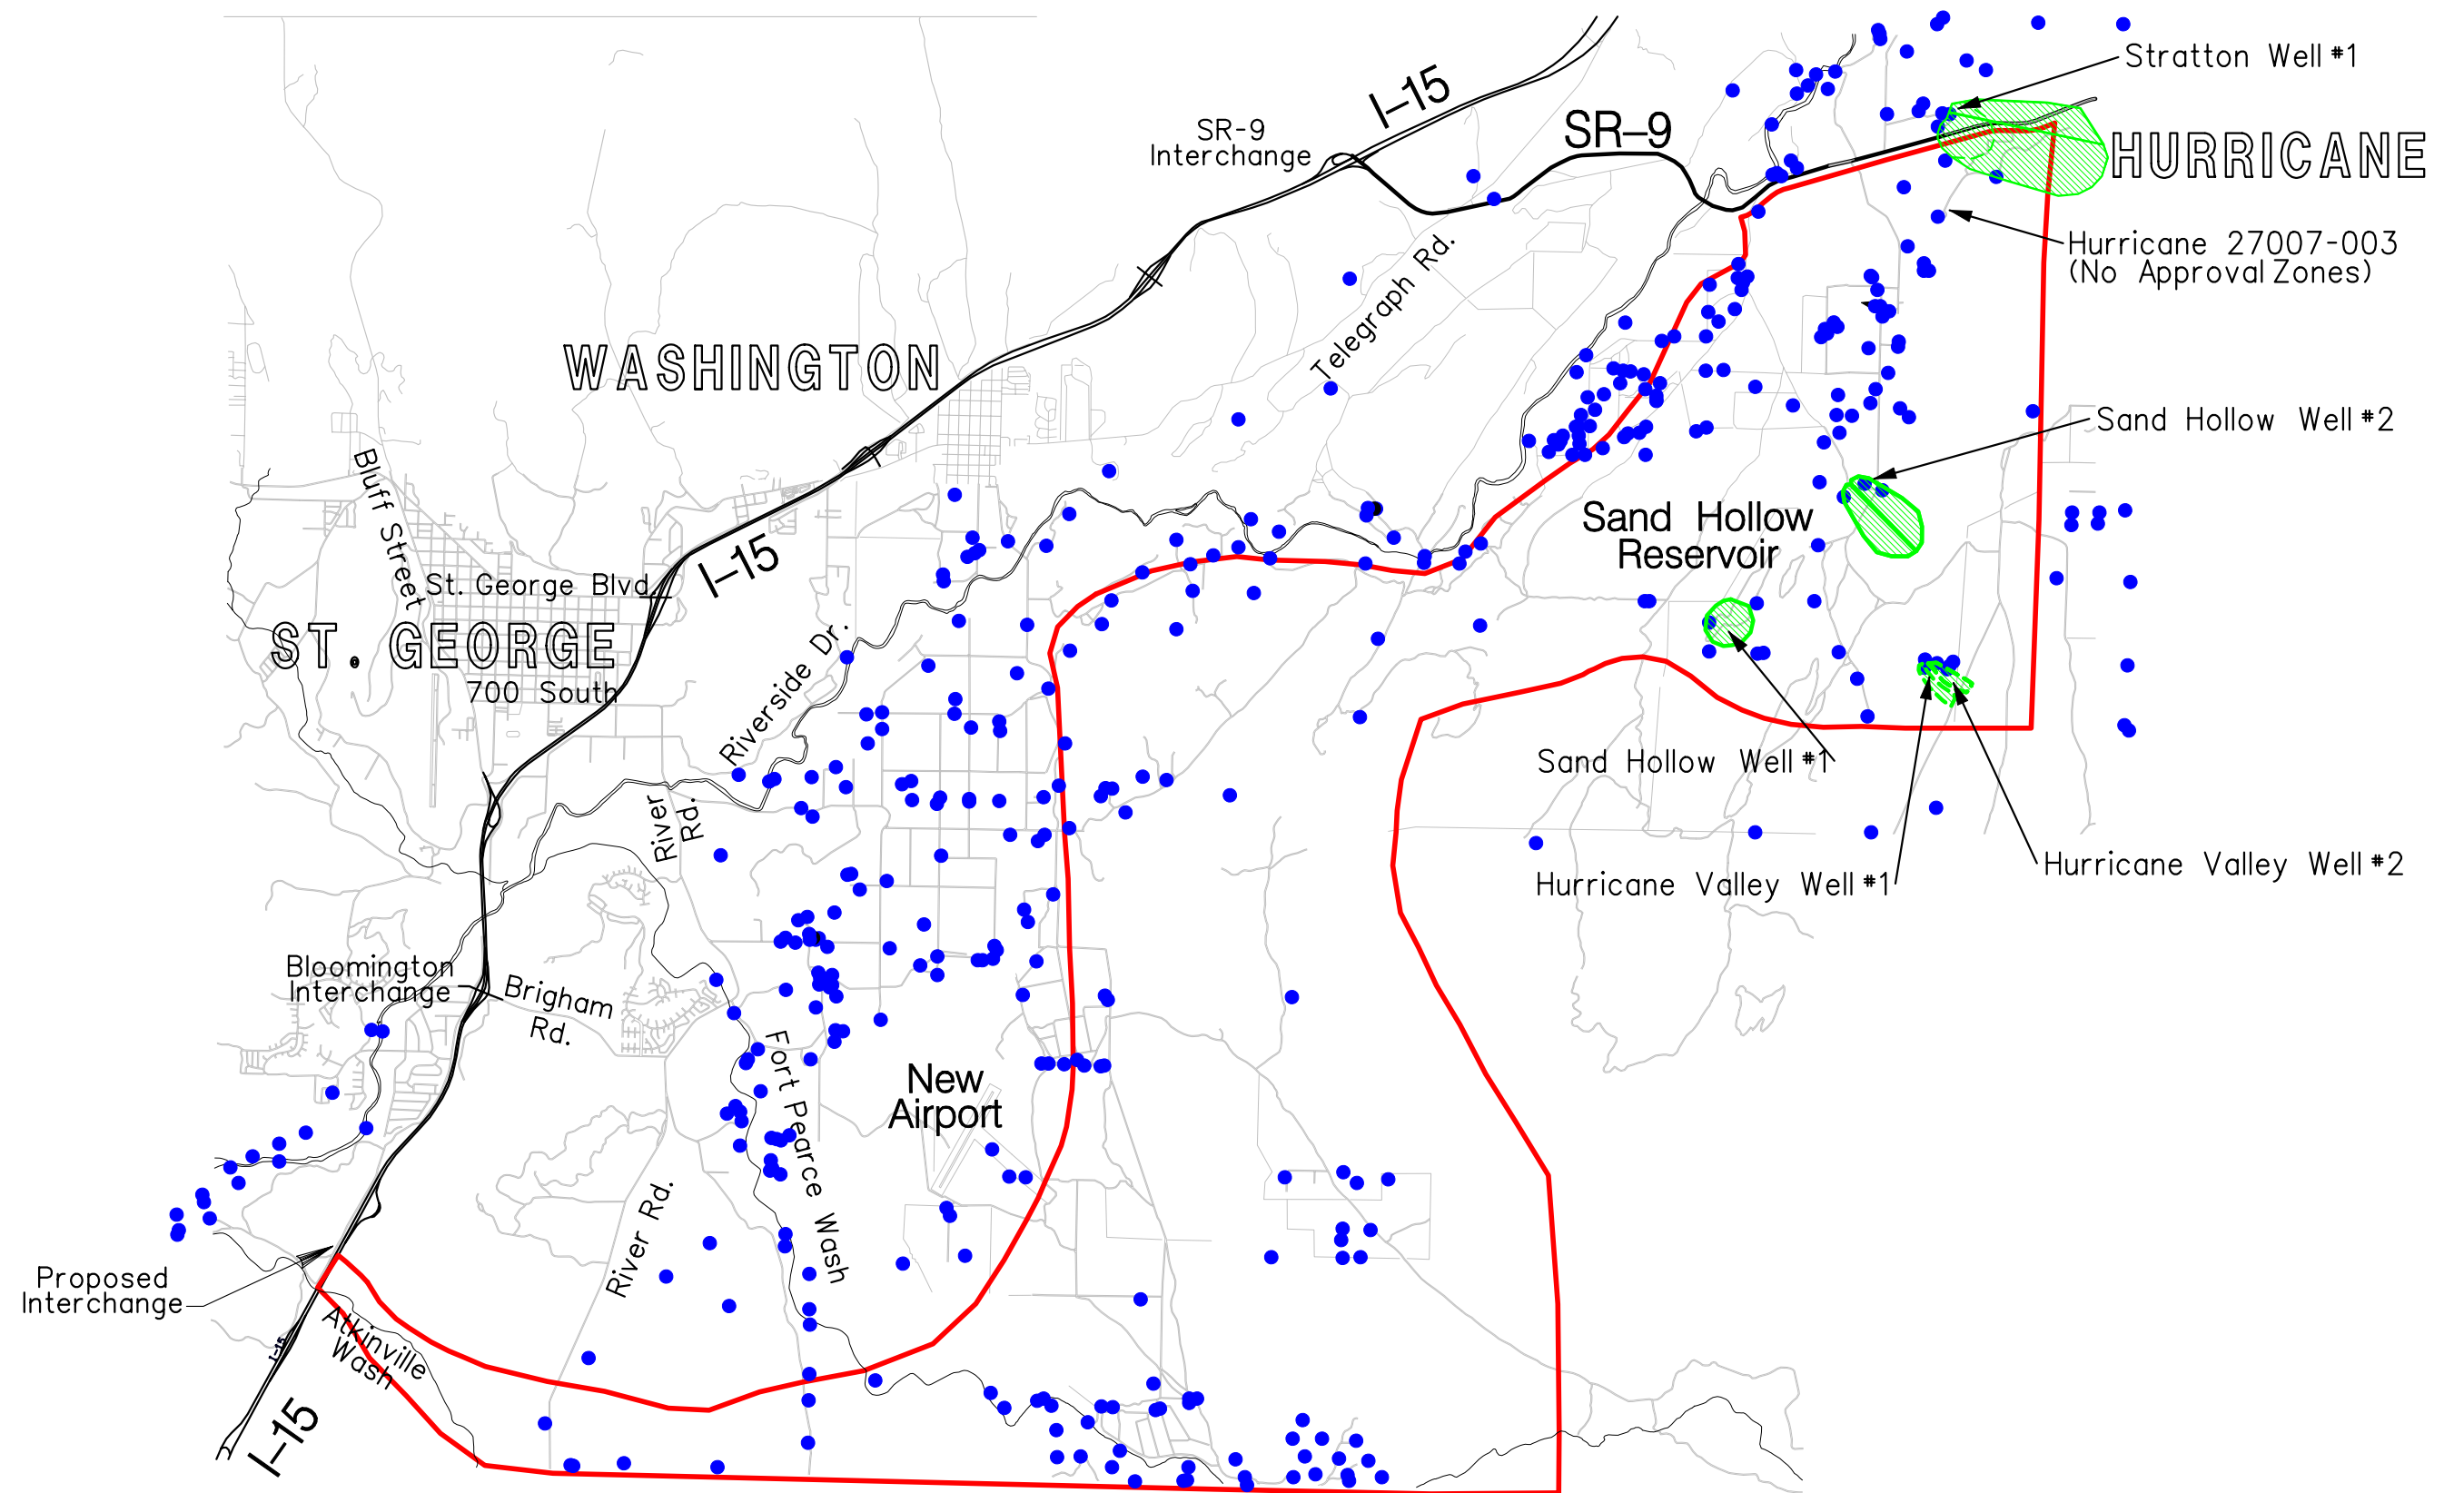 Stratton Well #1
I-15
SR-9
Interchange
SR-9
HURRICANE
Hurricane 27007-003
(No Approval Zones)
Telegraph Rd.
WASHINGTON
Sand Hollow Well #2
Bluff Street
Sand Hollow
Reservoir
I-15
St. George Blvd.
ST. GEORGE
700 South
Riverside Dr.
Sand Hollow Well #1
River
Rd.
Hurricane Valley Well #1
Hurricane Valley Well #2
Bloomington
Interchange
Brigham
Rd.
Fort Pearce Wash
New
Airport
River Rd.
Proposed
Interchange
Atkinville
Wash
I-15
I-15